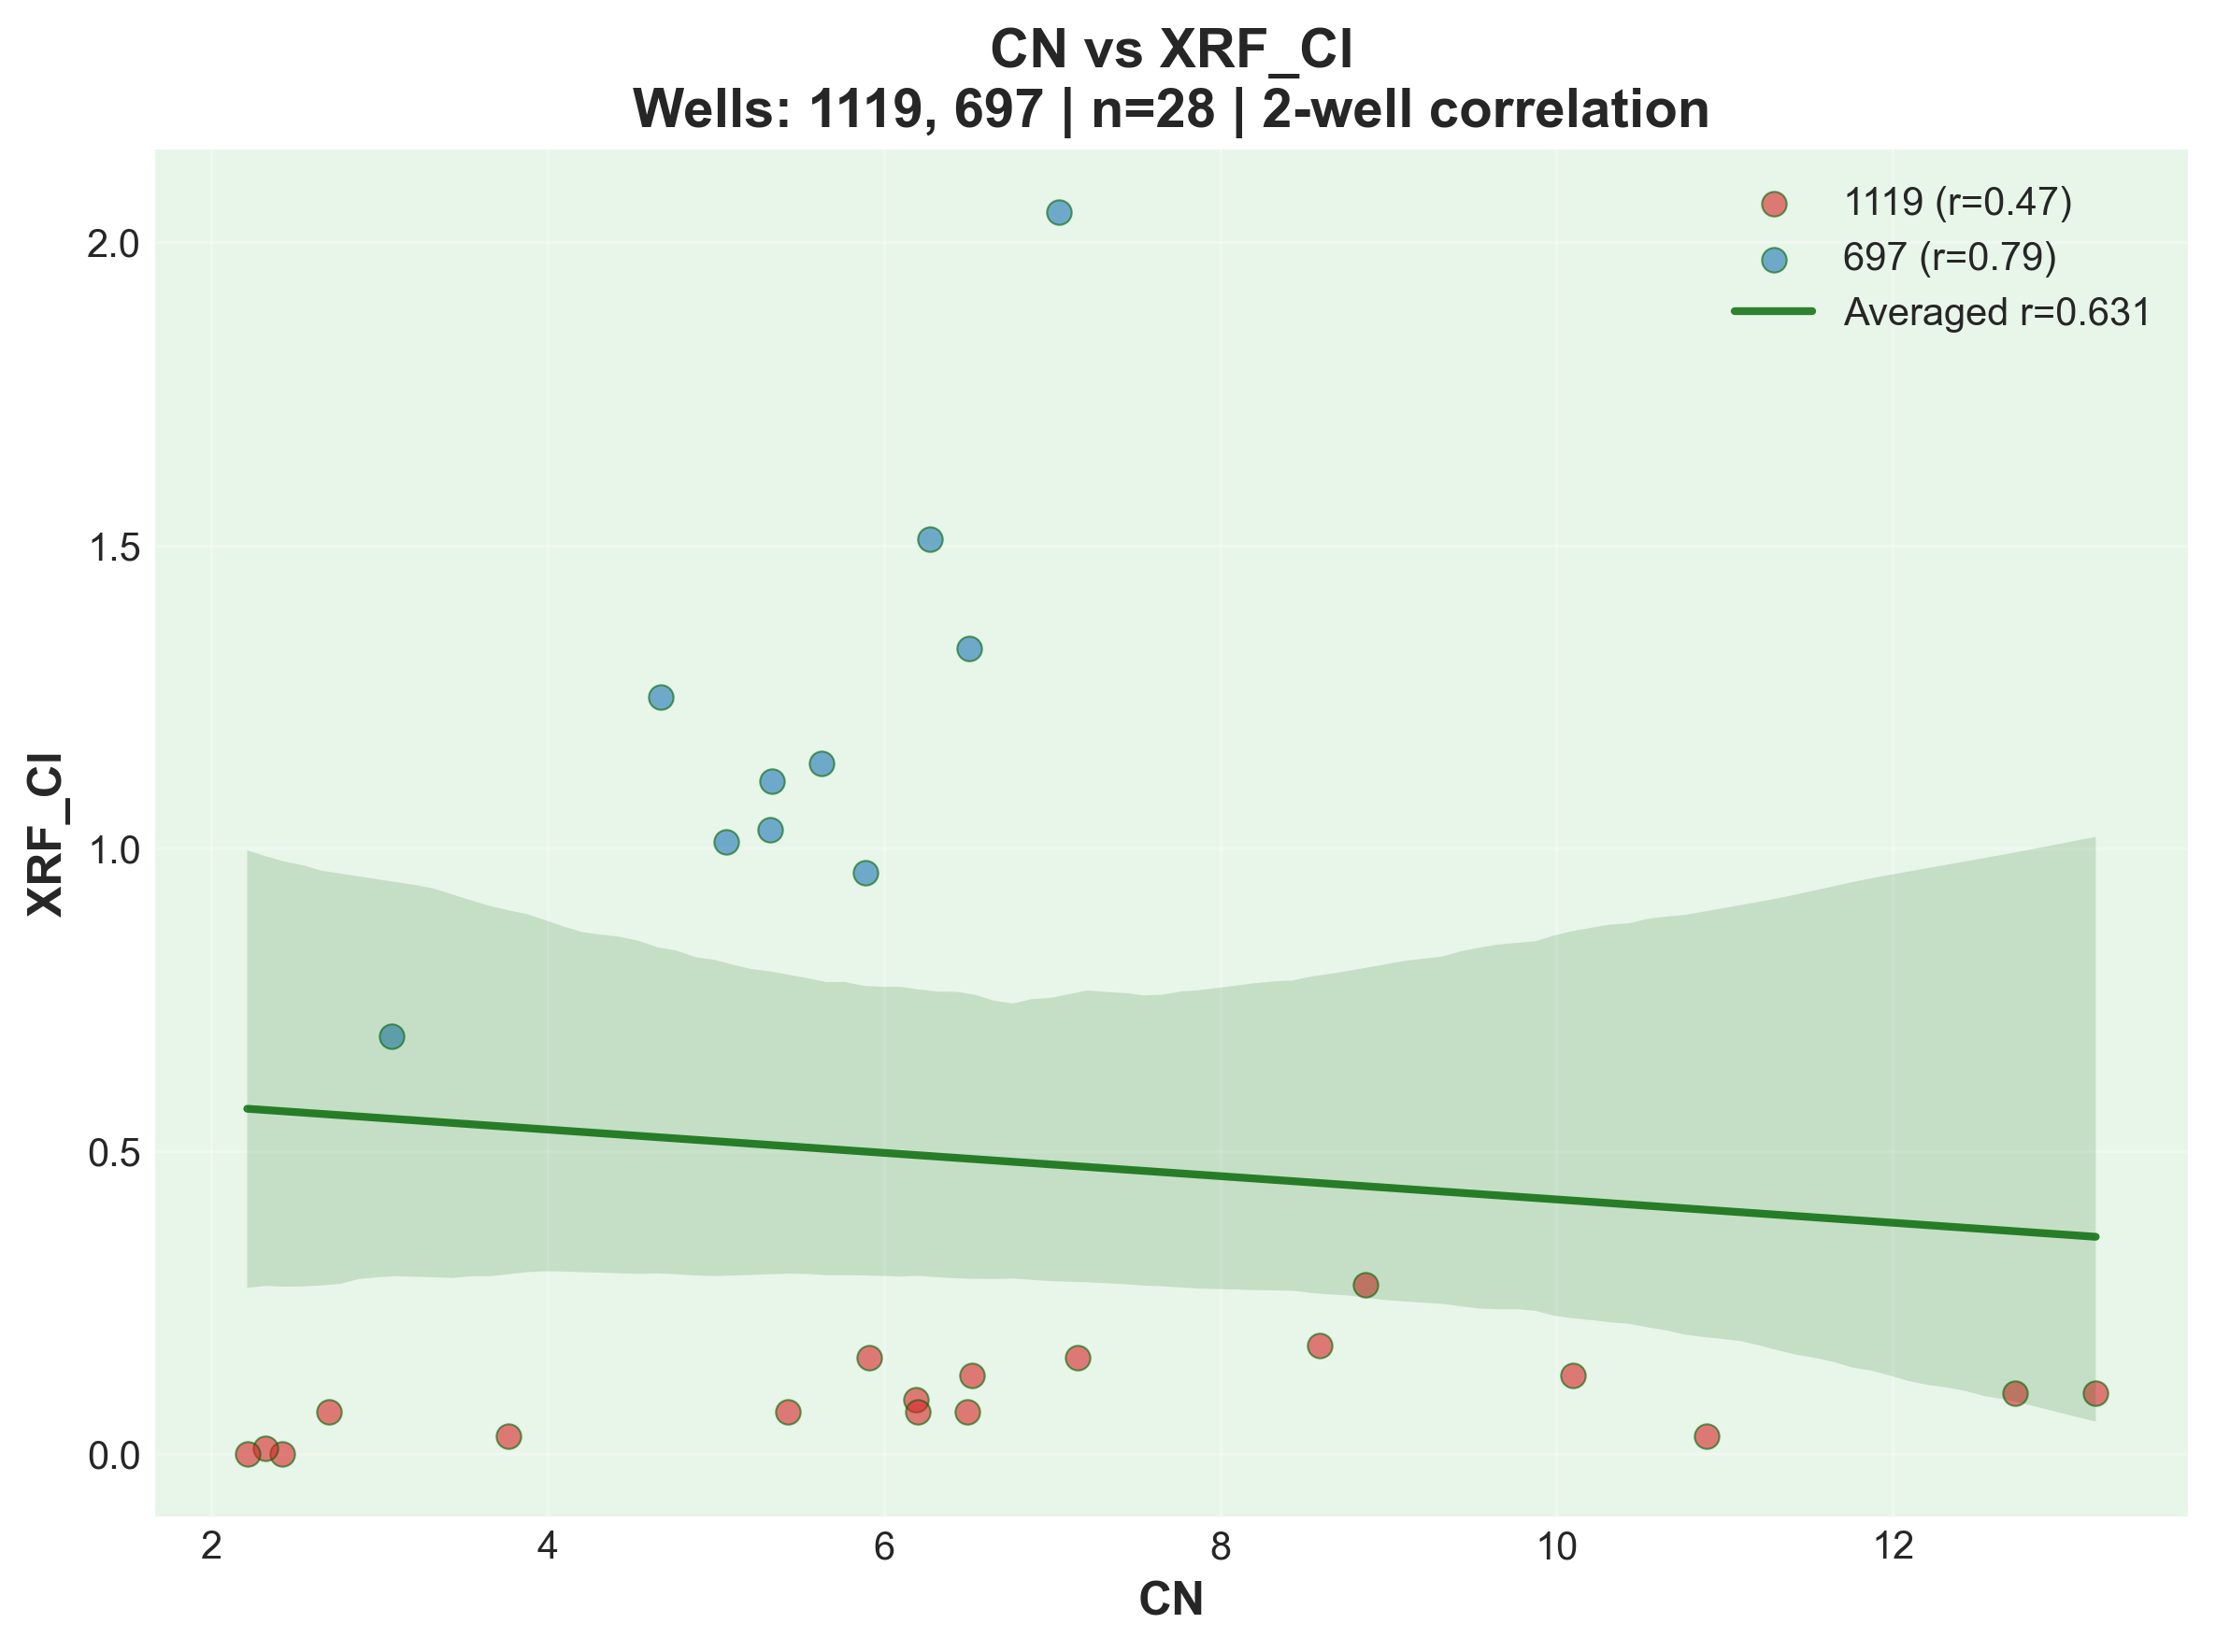 CN vs XRF_Cl
Wells: 1119, 697 | n=28 | 2-well correlation
1119 (r=0.47)
697 (r=0.79)
Averaged r=0.631
XRF_Cl
2.0
1.5
1.0
0.5
0.0
2 4 6 8 10 12
CN